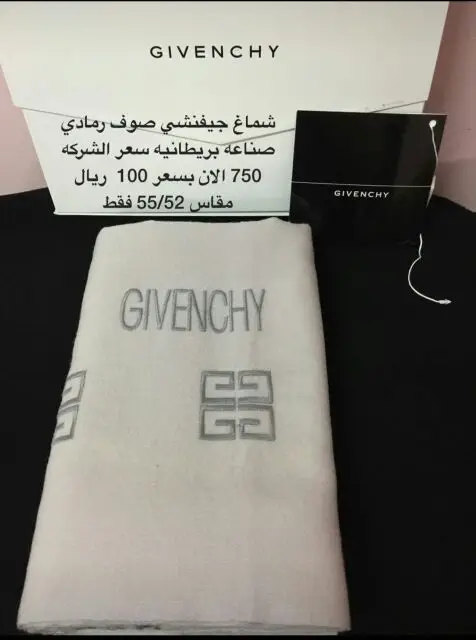 GIVENCHY
شماغ جيفنشي صوف رمادي
صناعه بريطانيه سعر الشركه
750 الان بسعر 100 ريال
مقاس 55/52 فقط
GIVENCHY
GIVENCHY